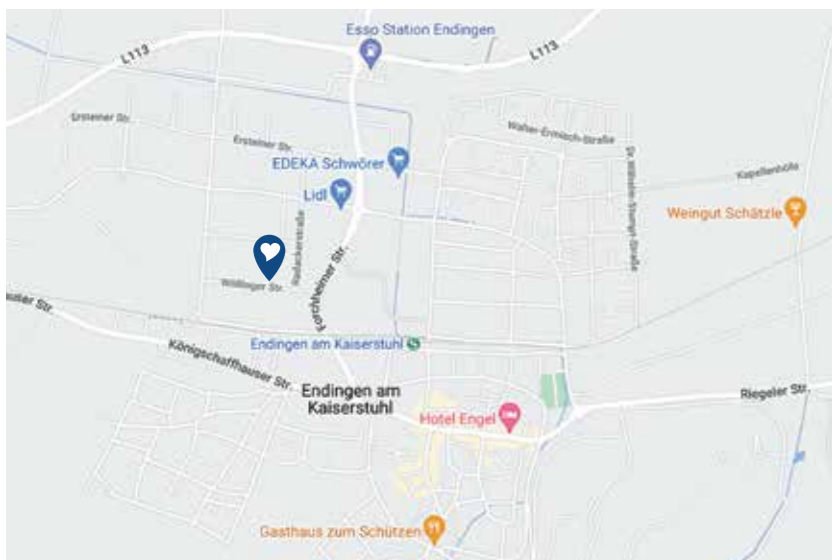 Esso Station Endingen
L113
L113
Ersteiner Str.
Ersteiner Str.
EDEKA Schwörer
Lidl
Walter-Ermisch-Straße
Kapellenhöfe
Weingut Schätzle
Forchheimer Str.
user Str.
Endingen am Kaiserstuhl
Königschaffhauser Str.
Endingen am
Kaiserstuhl
Hotel Engel
Riegeler Str.
Gasthaus zum Schützen